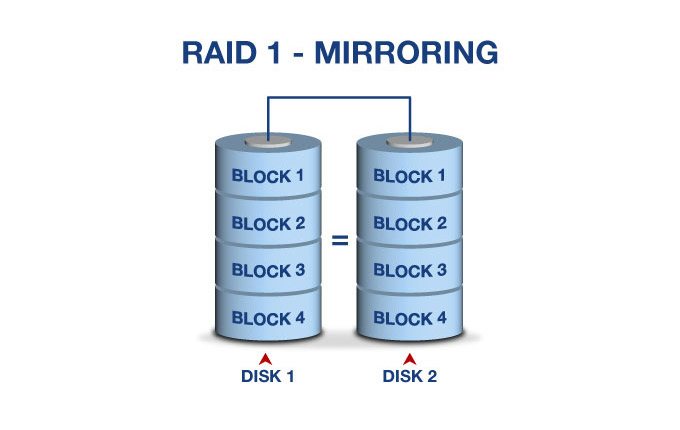 RAID 1 - MIRRORING
BLOCK 1
BLOCK 2
BLOCK 3
BLOCK 4
=
BLOCK 1
BLOCK 2
BLOCK 3
BLOCK 4
DISK 1
DISK 2